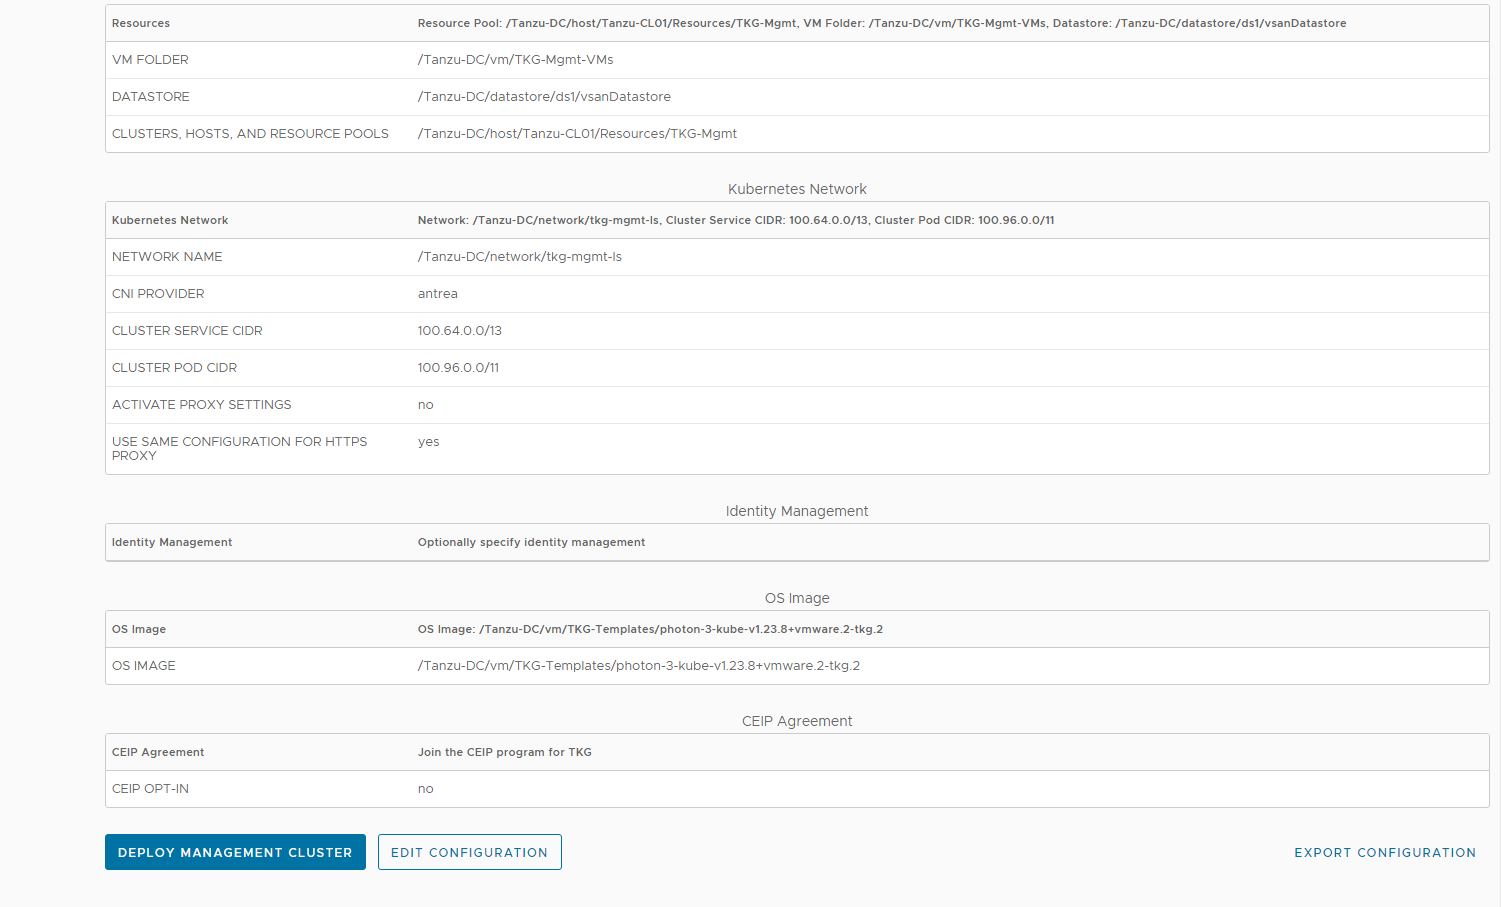 Resources Resource Pool: /Tanzu-DC/host/Tanzu-CL01/Resources/TKG-Mgmt, VM Folder: /Tanzu-DC/vm/TKG-Mgmt-VMs, Datastore: /Tanzu-DC/datastore/ds1/vsanDatastore
VM FOLDER /Tanzu-DC/vm/TKG-Mgmt-VMs
DATASTORE /Tanzu-DC/datastore/ds1/vsanDatastore
CLUSTERS, HOSTS, AND RESOURCE POOLS /Tanzu-DC/host/Tanzu-CL01/Resources/TKG-Mgmt
Kubernetes Network
Kubernetes Network Network: /Tanzu-DC/network/tkg-mgmt-ls, Cluster Service CIDR: 100.64.0.0/13, Cluster Pod CIDR: 100.96.0.0/11
NETWORK NAME /Tanzu-DC/network/tkg-mgmt-ls
CNI PROVIDER antrea
CLUSTER SERVICE CIDR 100.64.0.0/13
CLUSTER POD CIDR 100.96.0.0/11
ACTIVATE PROXY SETTINGS no
USE SAME CONFIGURATION FOR HTTPS yes
PROXY
Identity Management
Identity Management Optionally specify identity management
OS Image
OS Image OS Image: /Tanzu-DC/vm/TKG-Templates/photon-3-kube-v1.23.8+vmware.2-tkg.2
OS IMAGE /Tanzu-DC/vm/TKG-Templates/photon-3-kube-v1.23.8+vmware.2-tkg.2
CEIP Agreement
CEIP Agreement Join the CEIP program for TKG
CEIP OPT-IN no
DEPLOY MANAGEMENT CLUSTER EDIT CONFIGURATION EXPORT CONFIGURATION